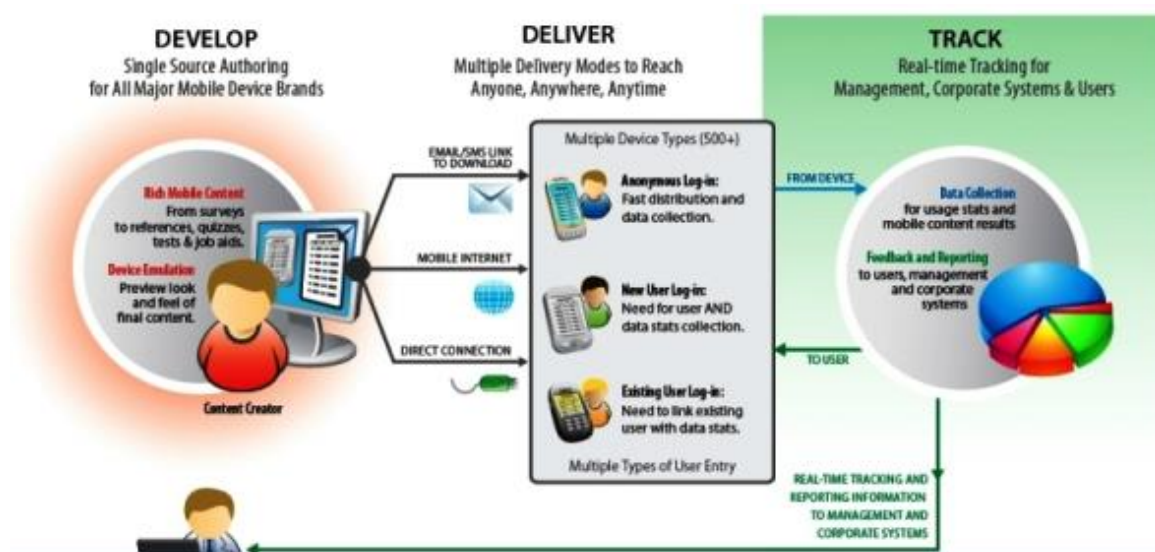 DEVELOP
Single Source Authoring
for All Major Mobile Device Brands
DELIVER
Multiple Delivery Modes to Reach
Anyone, Anywhere, Anytime
TRACK
Real-time Tracking for
Management, Corporate Systems & Users
Rich Mobile Content
From surveys
to references, quizzes,
tests & job aids.
Device Emulation
Preview look
and feel of
final content.
Content Creator
EMAIL/SMS LINK
TO DOWNLOAD
MOBILE INTERNET
DIRECT CONNECTION
Multiple Device Types (500+)
Anonymous Log-in:
Fast distribution and
data collection.
New User Log-in:
Need for user AND
data stats collection.
Existing User Log-in:
Need to link existing
user with data stats.
Multiple Types of User Entry
FROM DEVICE
Data Collection
for usage stats and
mobile content results
Feedback and Reporting
to users, management
and corporate
systems
TO USER
REAL-TIME TRACKING AND
REPORTING INFORMATION
TO MANAGEMENT AND
CORPORATE SYSTEMS